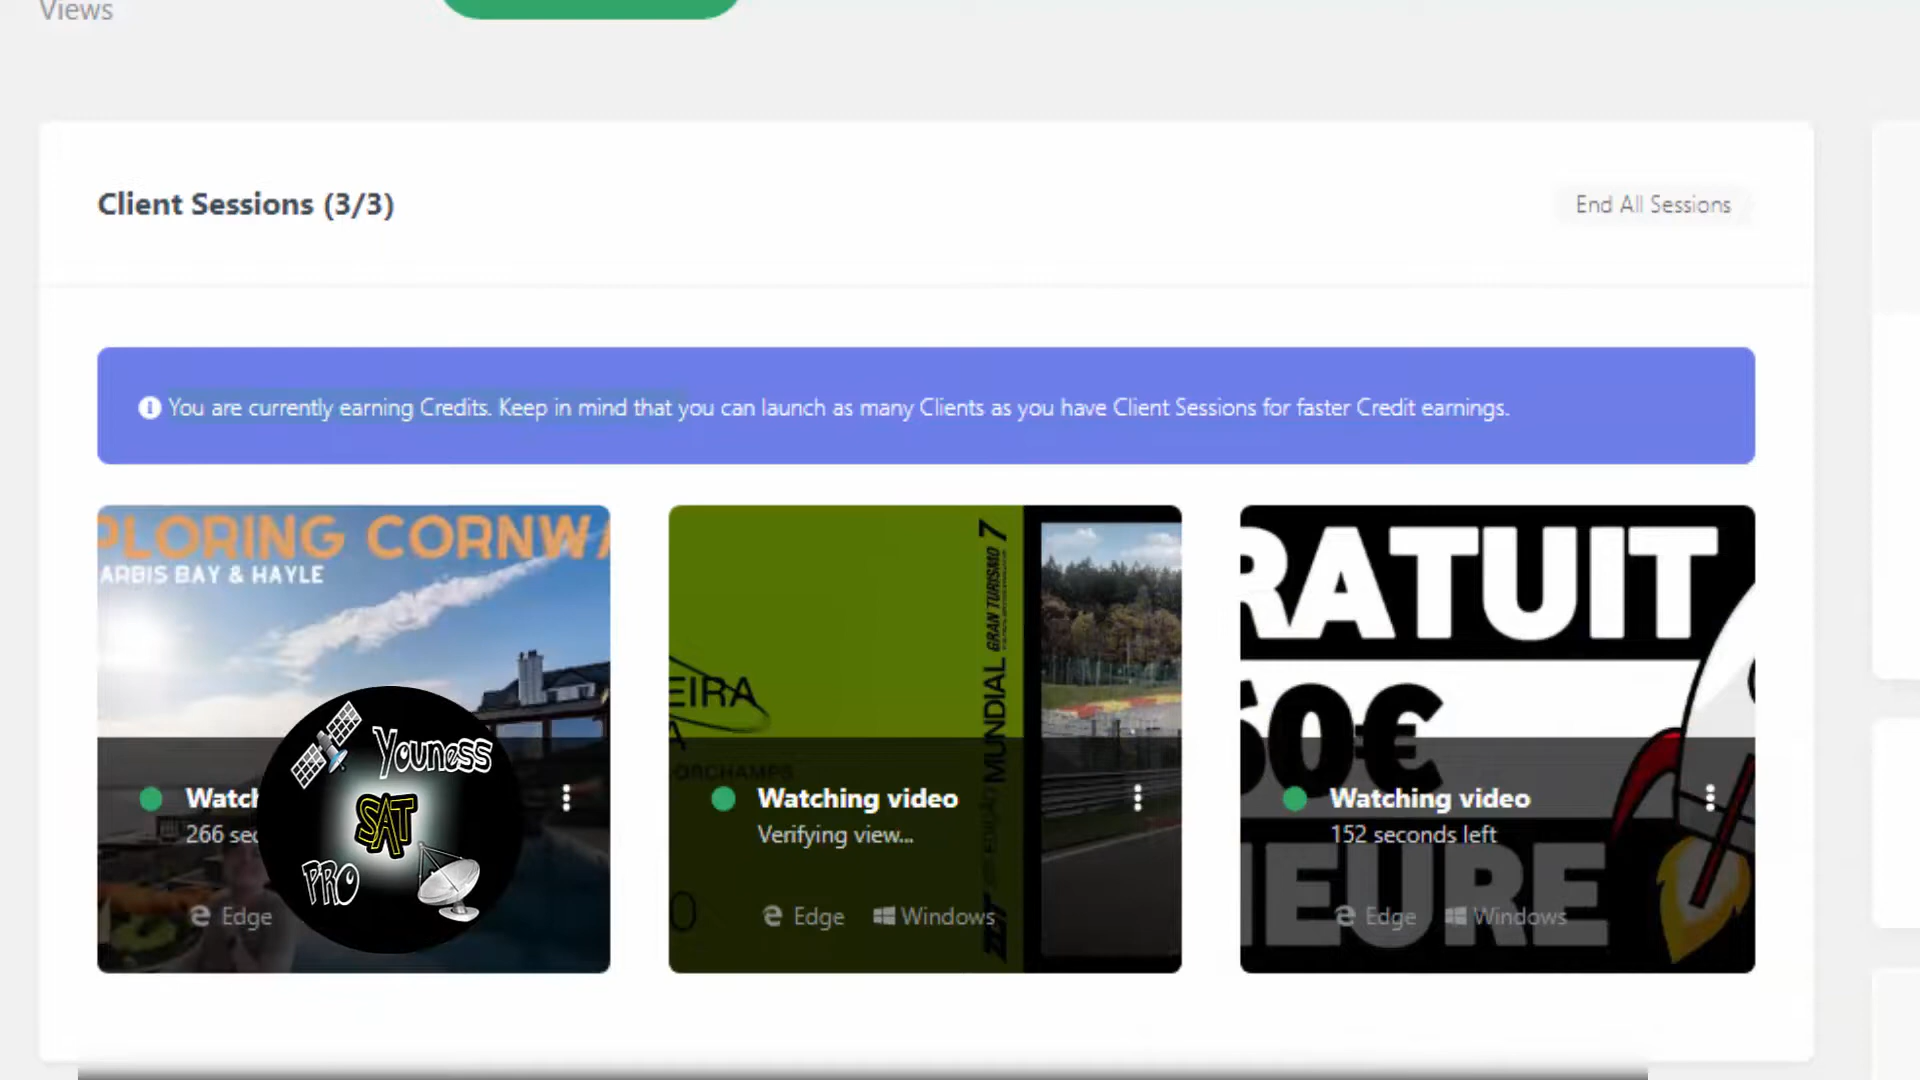 Views
Client Sessions (3/3)
End All Sessions
You are currently earning Credits. Keep in mind that you can launch as many Clients as you have Client Sessions for faster Credit earnings.
PLORING CORNWA
ARBIS BAY & HAYLE
Watch
266 sec
Edge
Youness
SAT
PRO
EIRA
ORCHAMPS
MUNDIAL
GRAN TURISMO 7
Watching video
Verifying view...
Edge
Windows
RATUIT
60€
HEURE
Watching video
152 seconds left
Edge
Windows